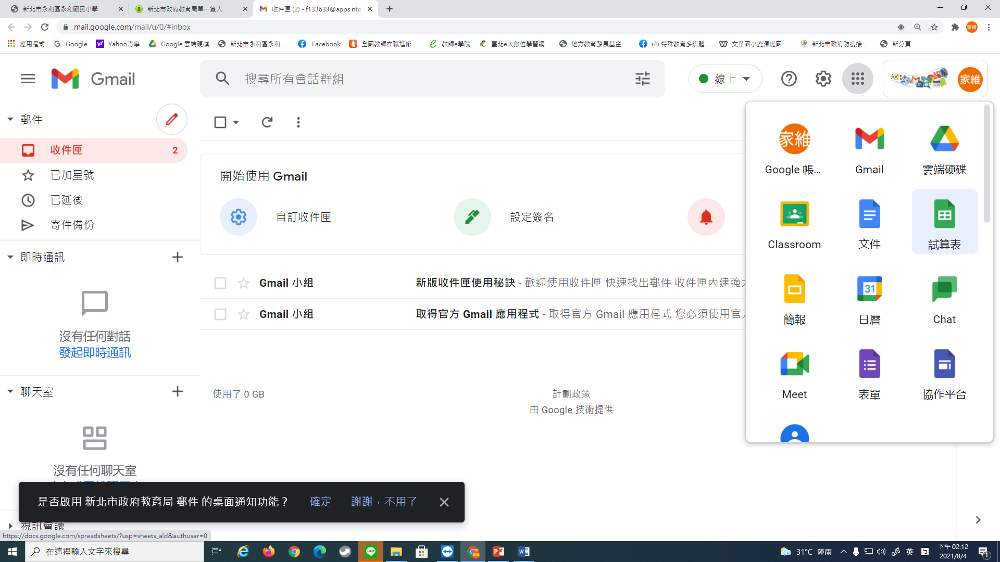 新北市永和區永和國民小學
新北市政府教育局單一簽入
收件匣 (2) - f133633@apps.ntp
mail.google.com/mail/u/0/#inbox
家維
應用程式
Google
Yahoo奇摩
Google 雲端硬碟
新北市永和區永和...
Facebook
全國教師在職進修...
教師e學院
臺北e大數位學習網...
地方教育發展基金...
(4) 特殊教育多媒體...
文華國小資源班國...
新北市政府防疫接...
新分頁
Gmail
搜尋所有會話群組
線上
家維
郵件
收件匣
2
已加星號
已延後
寄件備份
即時通訊
沒有任何對話
發起即時通訊
聊天室
沒有任何聊天室
視訊會議
開始使用 Gmail
自訂收件匣
設定簽名
Gmail 小組
新版收件匣使用秘訣 - 歡迎使用收件匣 快速找出郵件 收件匣內建強
Gmail 小組
取得官方 Gmail 應用程式 - 取得官方 Gmail 應用程式 您必須使用官
使用了 0 GB
計劃政策
由 Google 技術提供
家維
Google 帳...
Gmail
雲端硬碟
Classroom
文件
試算表
簡報
31
日曆
Chat
Meet
表單
協作平台
是否啟用 新北市政府教育局 郵件 的桌面通知功能？
確定
謝謝，不用了
https://docs.google.com/spreadsheets/?usp=sheets_ald&authuser=0
在這裡輸入文字來搜尋
31°C 陣雨
英
下午 02:12
2021/8/4
1